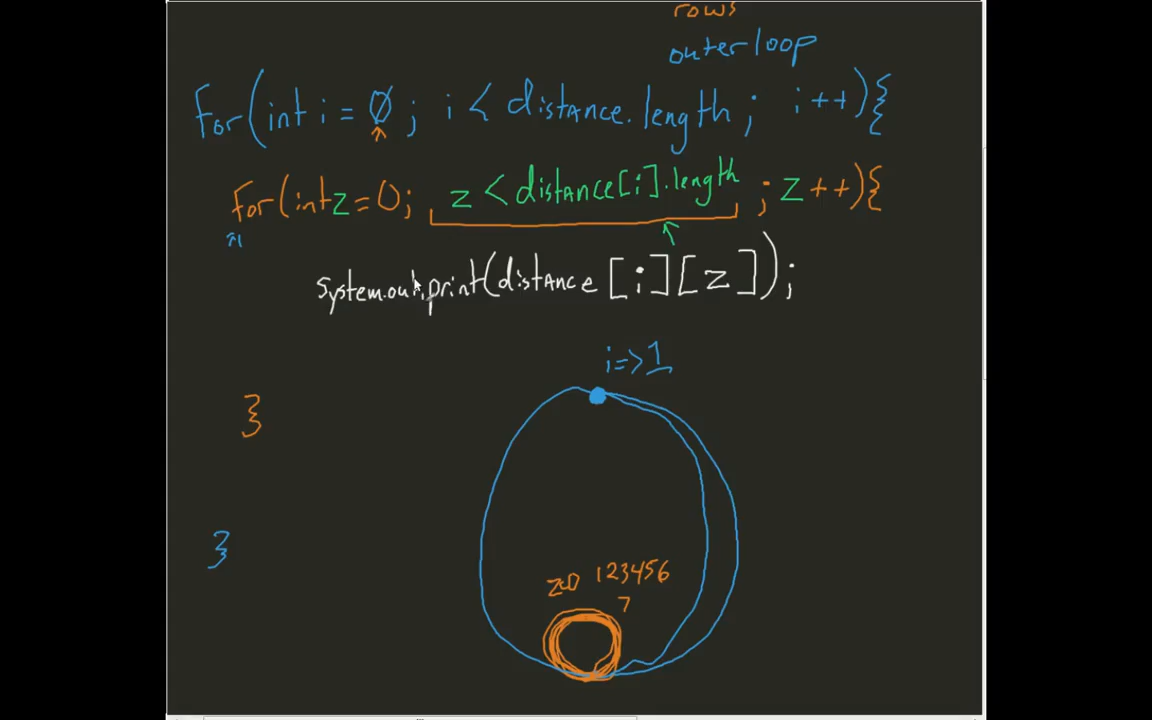 rows
outer loop
for(int i = 0; i < distance.length; i++){
for(int z=0; z < distance[i].length ; z++){
system.out.print(distance[i][z]);
i=>1
}
}
z=0 123456
7